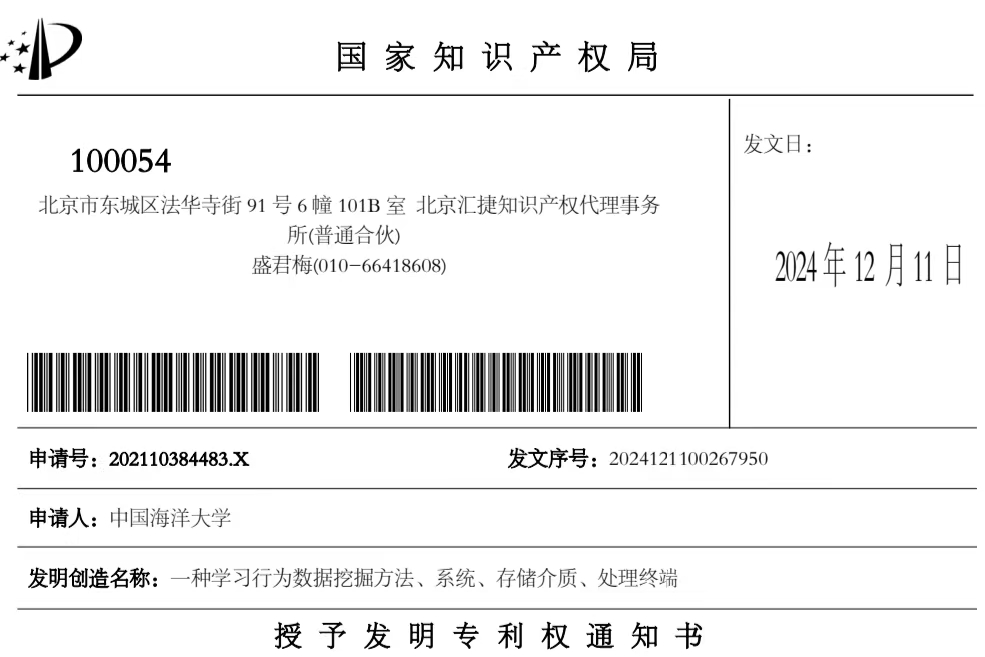 国家知识产权局
100054
北京市东城区法华寺街 91 号 6 幢 101B 室 北京汇捷知识产权代理事务
所(普通合伙)
盛君梅(010-66418608)
发文日：
2024 年 12 月 11 日
申请号：202110384483.X
发文序号：2024121100267950
申请人：中国海洋大学
发明创造名称：一种学习行为数据挖掘方法、系统、存储介质、处理终端
授予发明专利权通知书